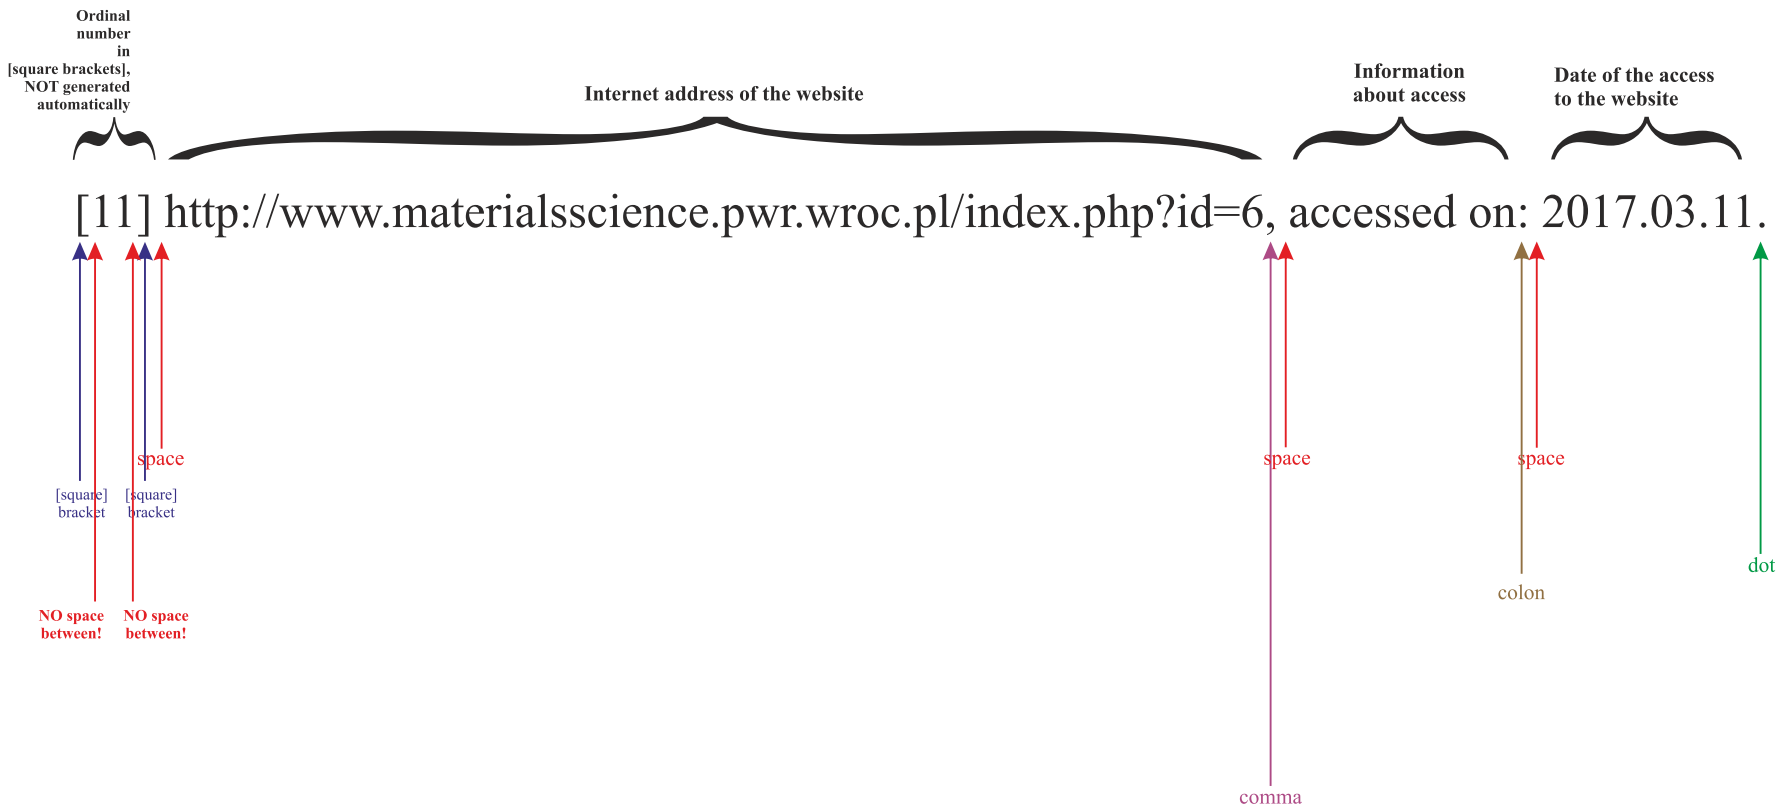 Ordinal
number
in
[square brackets],
NOT generated
automatically
Internet address of the website
Information
about access
Date of the access
to the website
[11] http://www.materialsscience.pwr.wroc.pl/index.php?id=6, accessed on: 2017.03.11.
space
space
space
[square]
bracket
[square]
bracket
dot
colon
NO space
between!
NO space
between!
comma